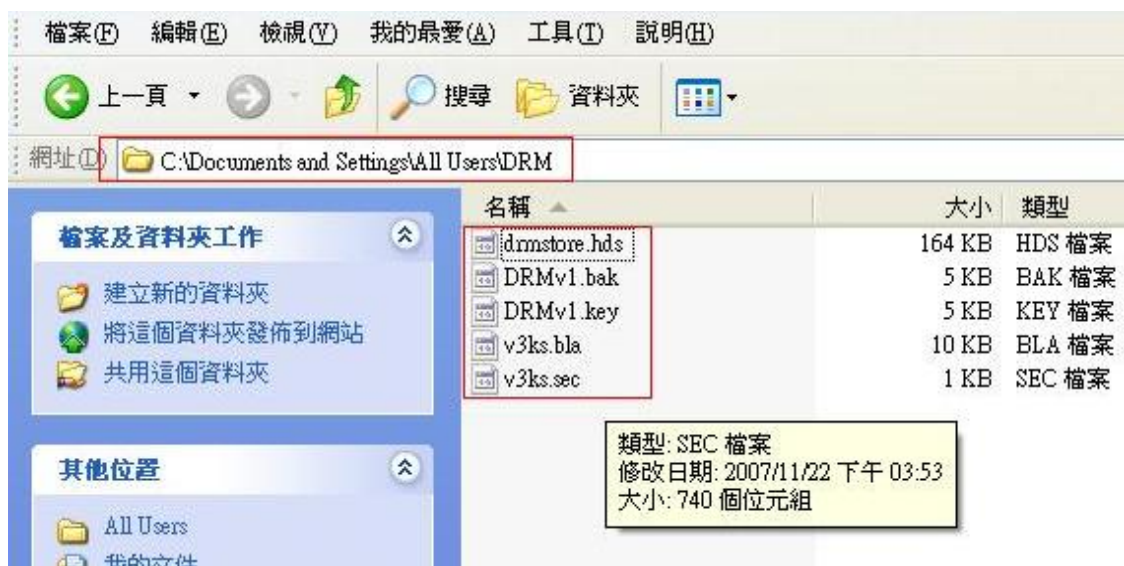 檔案(F) 編輯(E) 檢視(V) 我的最愛(A) 工具(T) 說明(H)
上一頁 搜尋 資料夾
網址(D) C:\Documents and Settings\All Users\DRM
名稱 大小 類型
檔案及資料夾工作
建立新的資料夾
將這個資料夾發佈到網站
共用這個資料夾
其他位置
All Users
我的文件
drmstore.hds 164 KB HDS 檔案
DRMv1.bak 5 KB BAK 檔案
DRMv1.key 5 KB KEY 檔案
v3ks.bla 10 KB BLA 檔案
v3ks.sec 1 KB SEC 檔案
類型: SEC 檔案
修改日期: 2007/11/22 下午 03:53
大小: 740 個位元組